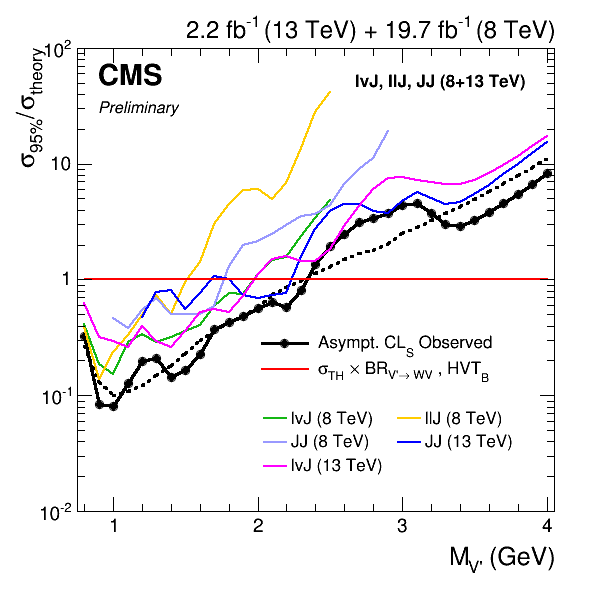 2.2 fb⁻¹ (13 TeV) + 19.7 fb⁻¹ (8 TeV)
CMS
Preliminary
lνJ, llJ, JJ (8+13 TeV)
σ95%/σtheory
10²
10
1
10⁻¹
10⁻²
Asympt. CLS Observed
σTH × BRV'→ WV , HVTB
lνJ (8 TeV)
llJ (8 TeV)
JJ (8 TeV)
JJ (13 TeV)
lνJ (13 TeV)
1 2 3 4
MV' (GeV)